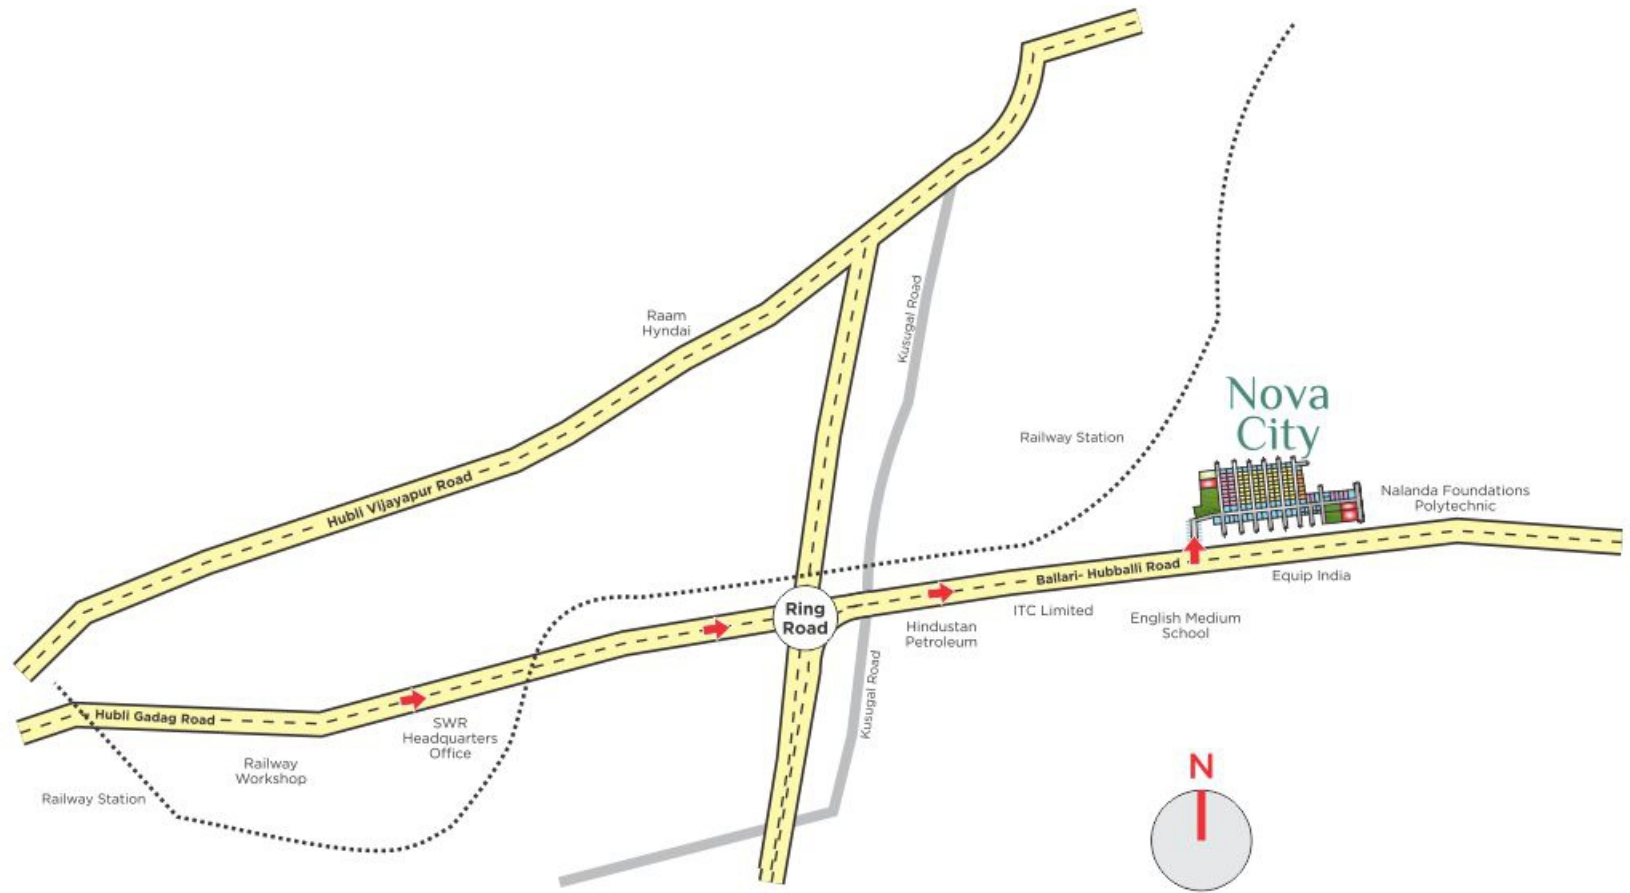 Raam
Hyndai
Kusugal Road
Nova
City
Railway Station
Hubli Vijayapur Road
Nalanda Foundations
Polytechnic
Ballari- Hubballi Road
Equip India
Ring
Road
ITC Limited
Hindustan
Petroleum
English Medium
School
Kusugal Road
Hubli Gadag Road
SWR
Headquarters
Office
Railway
Workshop
Railway Station
N